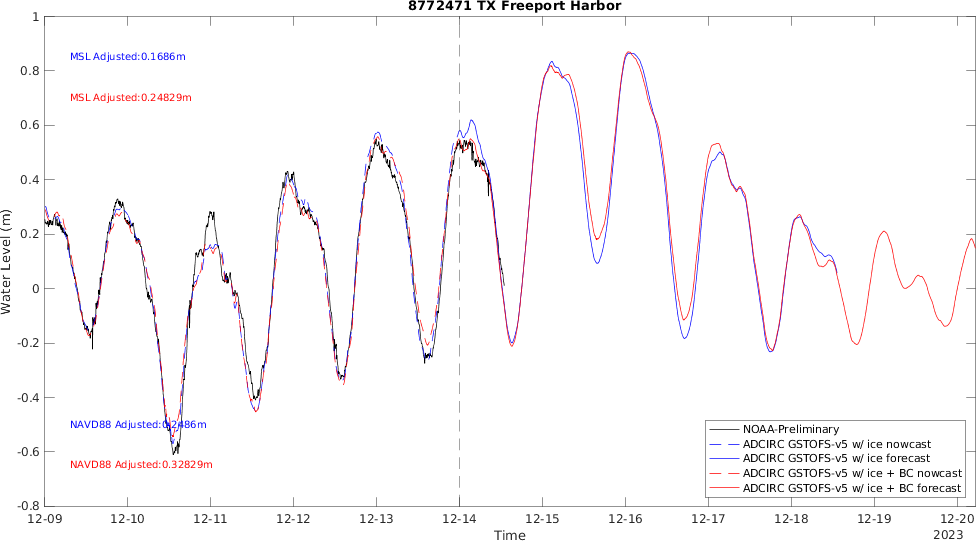 8772471 TX Freeport Harbor
1
0.8
0.6
0.4
0.2
0
-0.2
-0.4
-0.6
-0.8
Water Level (m)
MSL Adjusted:0.1686m
MSL Adjusted:0.24829m
NAVD88 Adjusted:0.2486m
NAVD88 Adjusted:0.32829m
NOAA-Preliminary
ADCIRC GSTOFS-v5 w/ ice nowcast
ADCIRC GSTOFS-v5 w/ ice forecast
ADCIRC GSTOFS-v5 w/ ice + BC nowcast
ADCIRC GSTOFS-v5 w/ ice + BC forecast
12-09 12-10 12-11 12-12 12-13 12-14 12-15 12-16 12-17 12-18 12-19 12-20
Time
2023